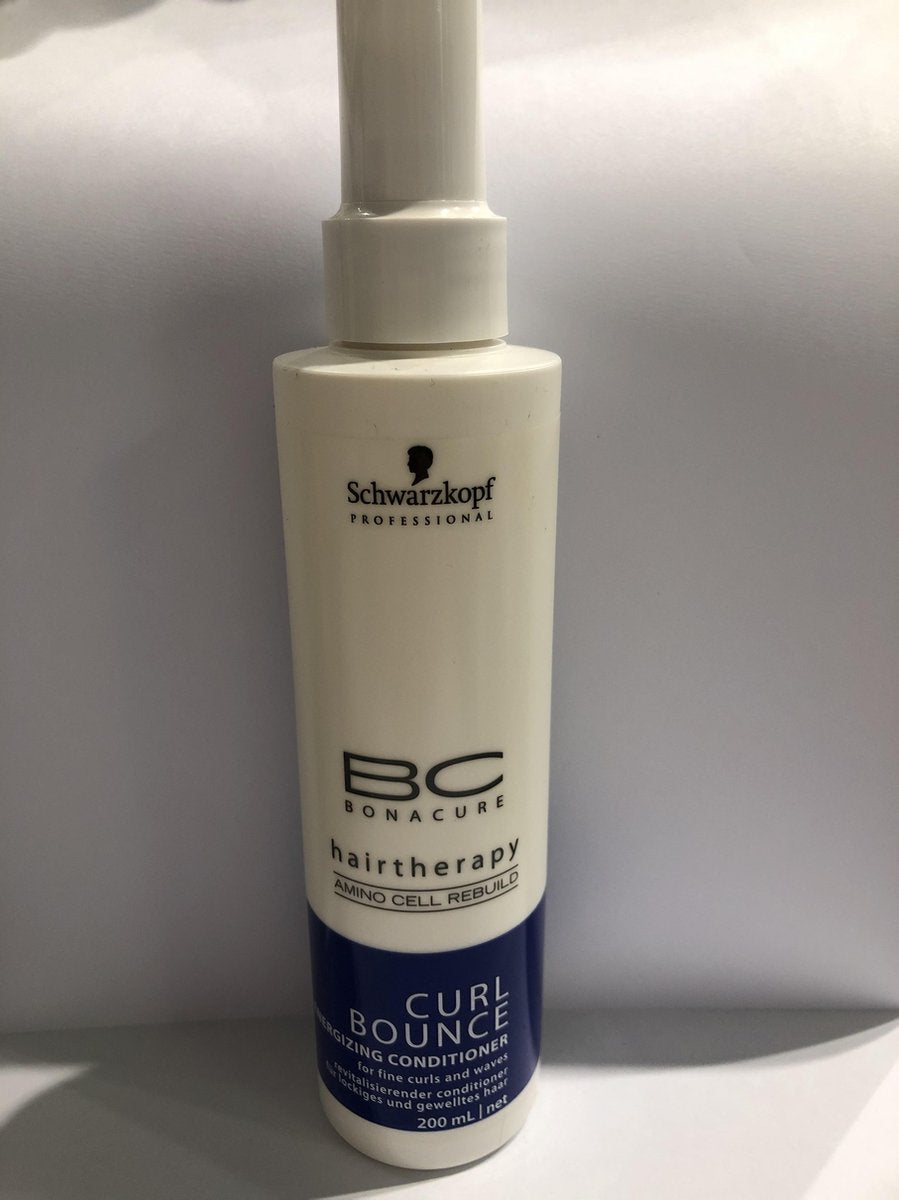 Schwarzkopf
PROFESSIONAL
BC
BONACURE
hairtherapy
AMINO CELL REBUILD
CURL
BOUNCE
NERGIZING CONDITIONER
for fine curls and waves
revitalisierender conditioner
für lockiges und gewelltes haar
200 mL | net